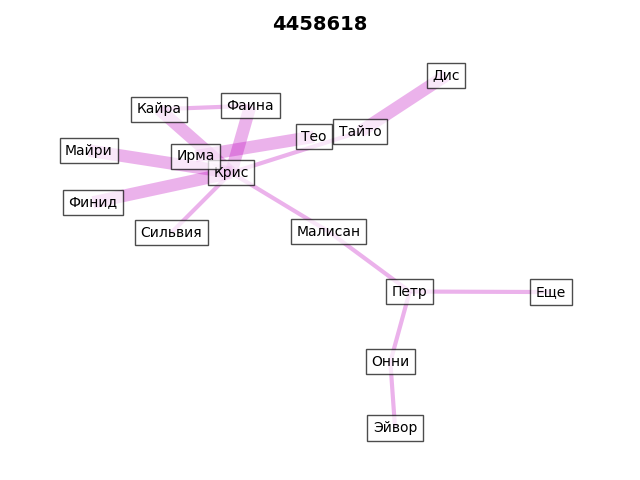 4458618
Дис
Кайра
Фаина
Тео
Тайто
Майри
Ирма
Крис
Финид
Сильвия
Малисан
Петр
Еще
Онни
Эйвор